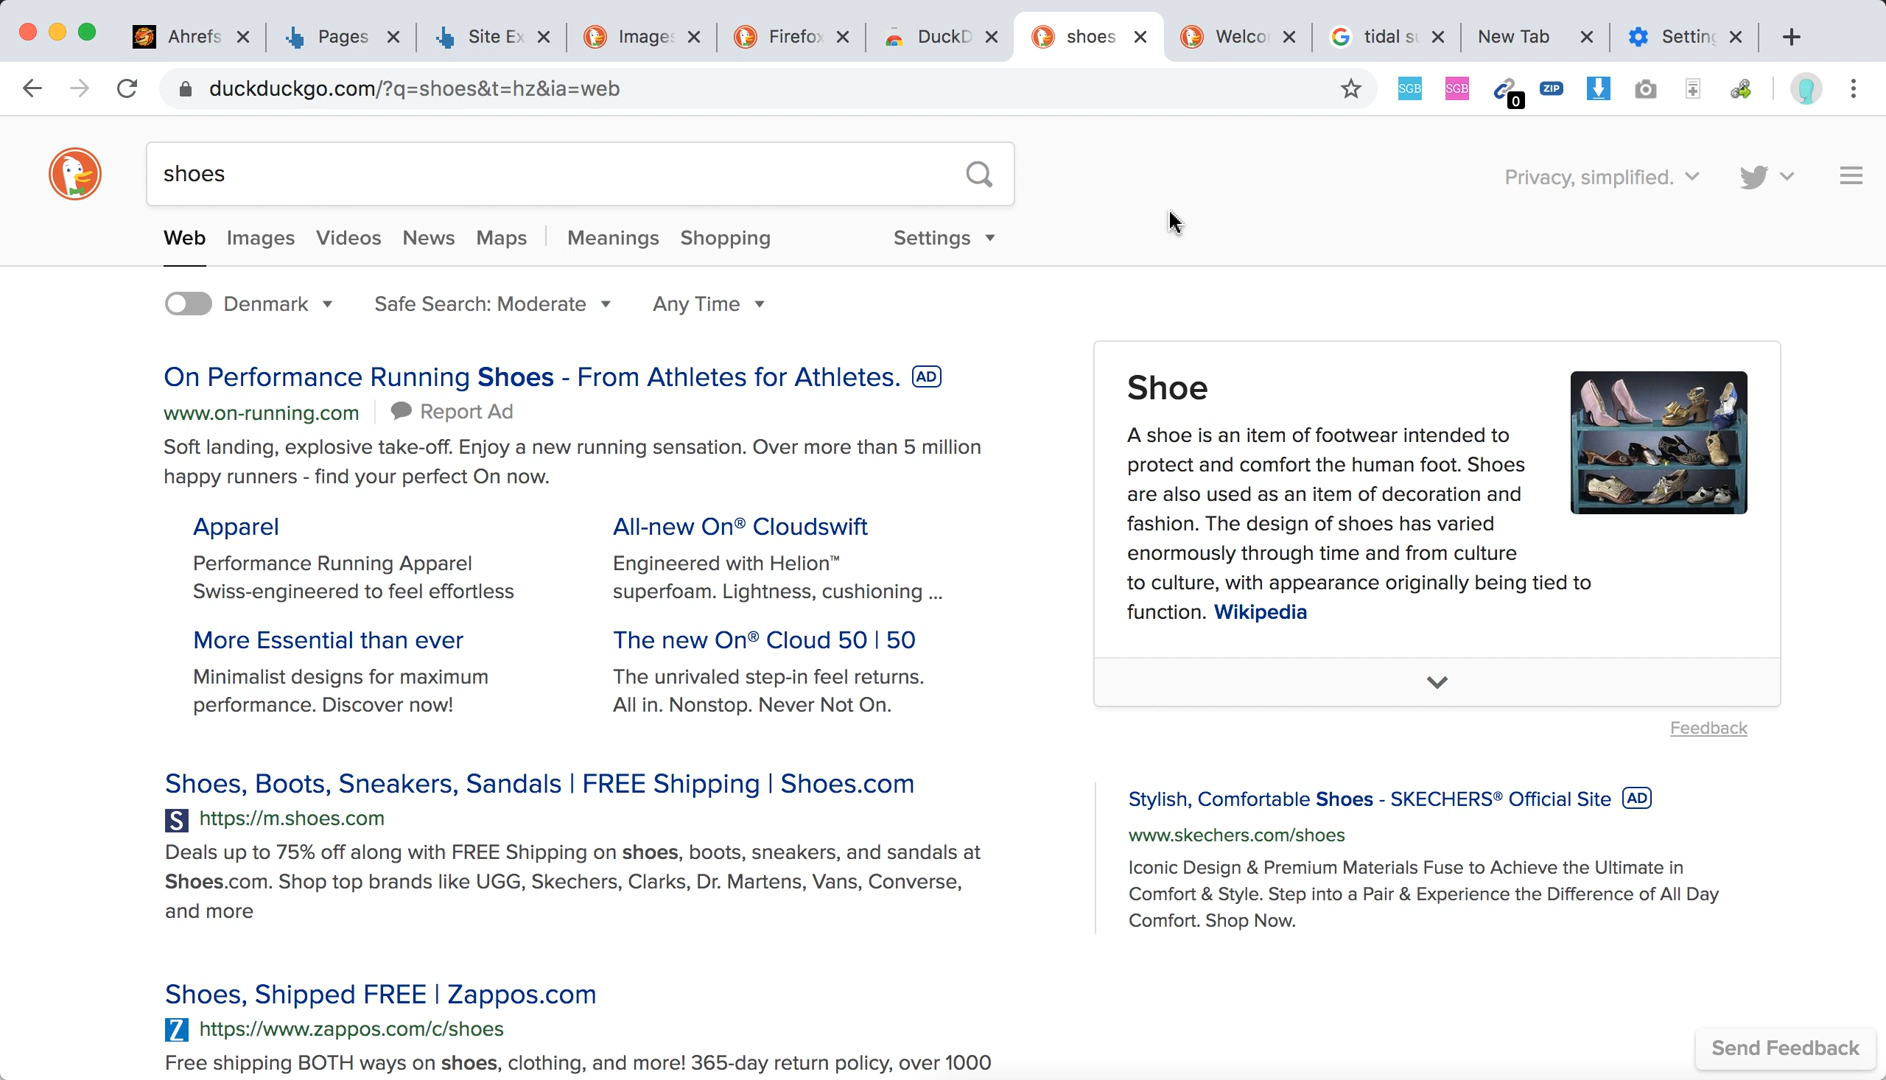 Ahrefs
Pages
Site Ex
Images
Firefox
DuckD
shoes
Welco
tidal su
New Tab
Setting
duckduckgo.com/?q=shoes&t=hz&ia=web
SGB
SGB
0
ZIP
shoes
Privacy, simplified.
Web Images Videos News Maps Meanings Shopping Settings
Denmark Safe Search: Moderate Any Time
On Performance Running Shoes - From Athletes for Athletes. AD
www.on-running.com Report Ad
Soft landing, explosive take-off. Enjoy a new running sensation. Over more than 5 million
happy runners - find your perfect On now.
Apparel
Performance Running Apparel
Swiss-engineered to feel effortless
All-new On® Cloudswift
Engineered with Helion™
superfoam. Lightness, cushioning ...
More Essential than ever
Minimalist designs for maximum
performance. Discover now!
The new On® Cloud 50 | 50
The unrivaled step-in feel returns.
All in. Nonstop. Never Not On.
Shoes, Boots, Sneakers, Sandals | FREE Shipping | Shoes.com
S https://m.shoes.com
Deals up to 75% off along with FREE Shipping on shoes, boots, sneakers, and sandals at
Shoes.com. Shop top brands like UGG, Skechers, Clarks, Dr. Martens, Vans, Converse,
and more
Shoes, Shipped FREE | Zappos.com
Z https://www.zappos.com/c/shoes
Free shipping BOTH ways on shoes, clothing, and more! 365-day return policy, over 1000
Shoe
A shoe is an item of footwear intended to
protect and comfort the human foot. Shoes
are also used as an item of decoration and
fashion. The design of shoes has varied
enormously through time and from culture
to culture, with appearance originally being tied to
function. Wikipedia
Feedback
Stylish, Comfortable Shoes - SKECHERS® Official Site AD
www.skechers.com/shoes
Iconic Design & Premium Materials Fuse to Achieve the Ultimate in
Comfort & Style. Step into a Pair & Experience the Difference of All Day
Comfort. Shop Now.
Send Feedback